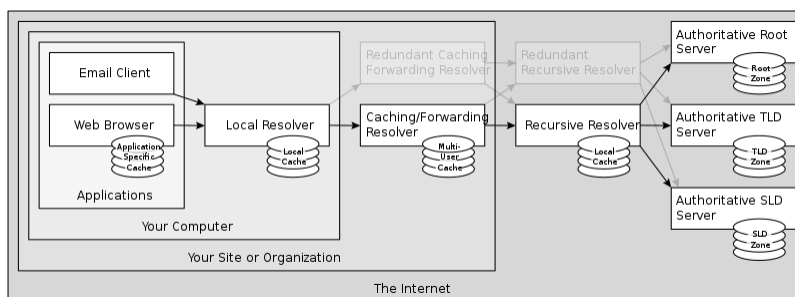 Authoritative Root
Server
Root
Zone
Redundant Caching
Forwarding Resolver
Redundant
Recursive Resolver
Email Client
Web Browser
Application
Specific
Cache
Applications
Local Resolver
Local
Cache
Caching/Forwarding
Resolver
Multi-
User
Cache
Recursive Resolver
Local
Cache
Authoritative TLD
Server
TLD
Zone
Authoritative SLD
Server
SLD
Zone
Your Computer
Your Site or Organization
The Internet